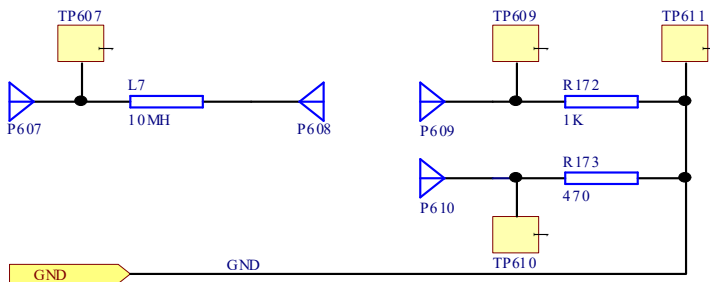 TP607
TP609
TP611
L7
10MH
P607
P608
R172
1K
P609
R173
470
P610
TP610
GND
GND